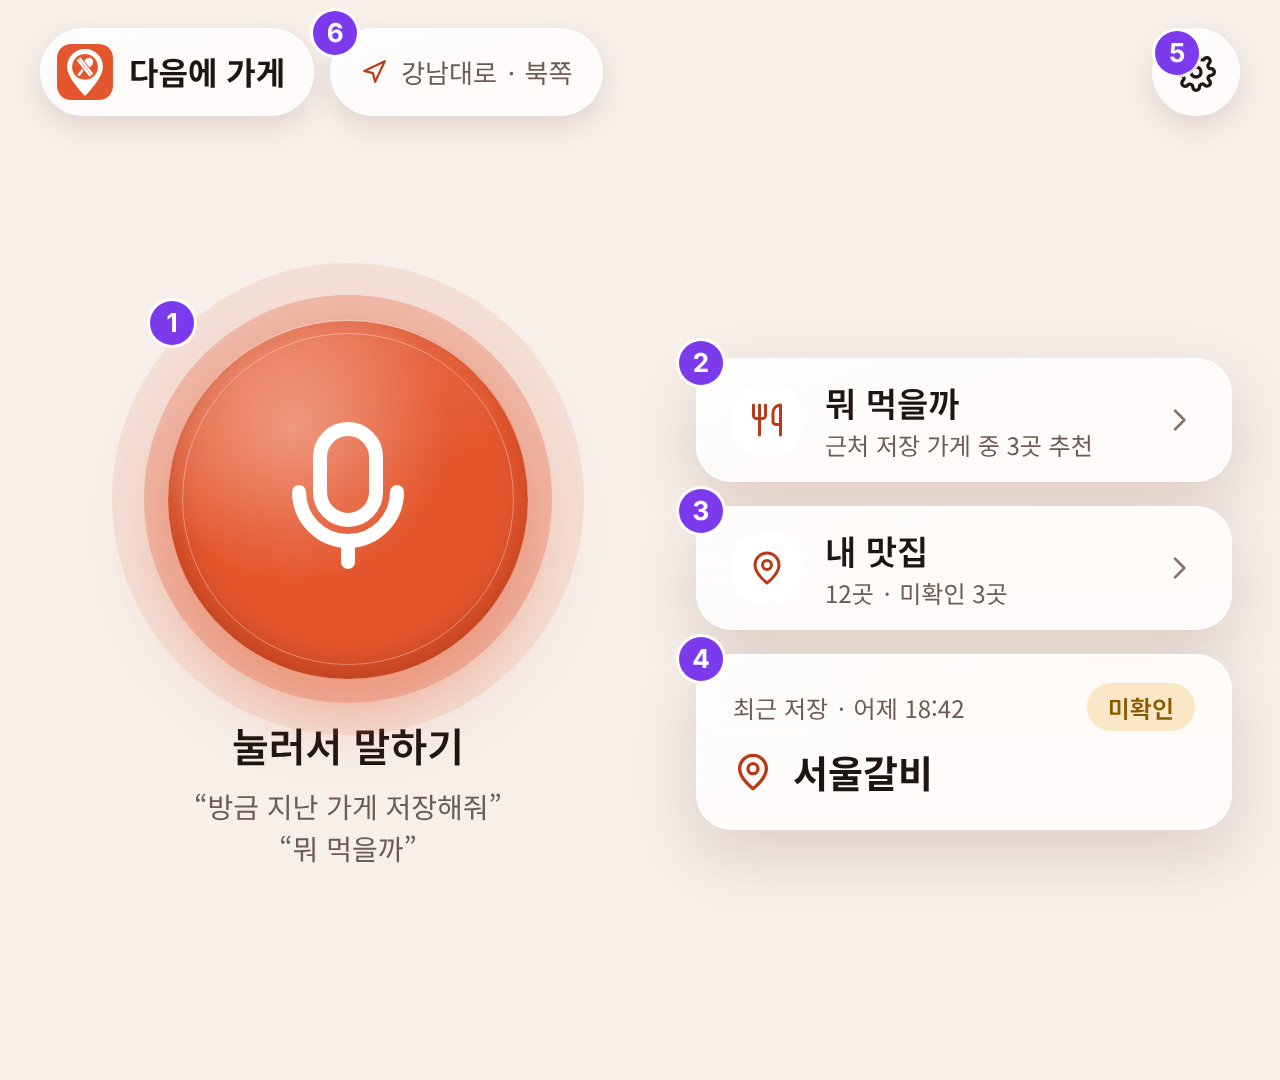 다음에 가게
6
강남대로 · 북쪽
5
1
눌러서 말하기
“방금 지난 가게 저장해줘”
“뭐 먹을까”
2
뭐 먹을까
근처 저장 가게 중 3곳 추천
3
내 맛집
12곳 · 미확인 3곳
4
최근 저장 · 어제 18:42
미확인
서울갈비